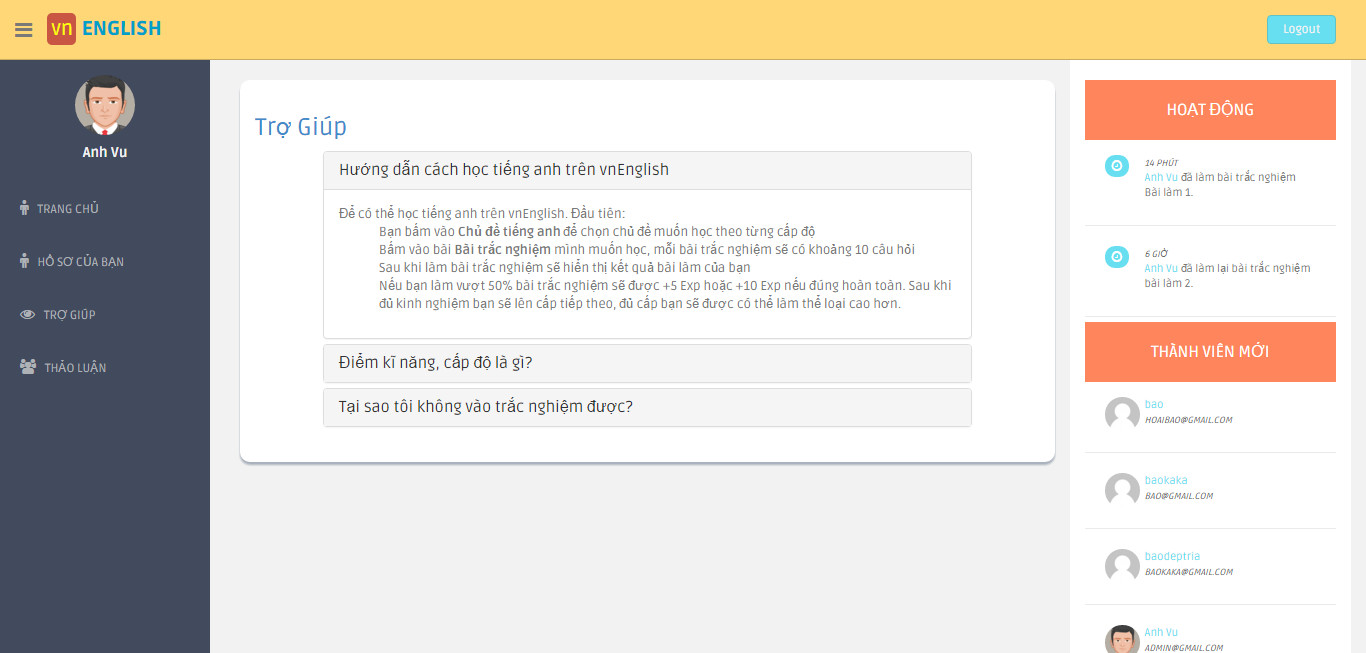 vn ENGLISH
Logout
Anh Vu
TRANG CHỦ
HỒ SƠ CỦA BẠN
TRỢ GIÚP
THẢO LUẬN
Trợ Giúp
Hướng dẫn cách học tiếng anh trên vnEnglish
Để có thể học tiếng anh trên vnEnglish. Đầu tiên:
Bạn bấm vào Chủ đề tiếng anh để chọn chủ đề muốn học theo từng cấp độ
Bấm vào bài Bài trắc nghiệm mình muốn học, mỗi bài trắc nghiệm sẽ có khoảng 10 câu hỏi
Sau khi làm bài trắc nghiệm sẽ hiển thị kết quả bài làm của bạn
Nếu bạn làm vượt 50% bài trắc nghiệm sẽ được +5 Exp hoặc +10 Exp nếu đúng hoàn toàn. Sau khi
đủ kinh nghiệm bạn sẽ lên cấp tiếp theo, đủ cấp bạn sẽ được có thể làm thể loại cao hơn.
Điểm kĩ năng, cấp độ là gì?
Tại sao tôi không vào trắc nghiệm được?
HOẠT ĐỘNG
14 PHÚT
Anh Vu đã làm bài trắc nghiệm
Bài làm 1.
6 GIỜ
Anh Vu đã làm lại bài trắc nghiệm
bài làm 2.
THÀNH VIÊN MỚI
bao
HOAIBAO@GMAIL.COM
baokaka
BAO@GMAIL.COM
baodeptria
BAOKAKA@GMAIL.COM
Anh Vu
ADMIN@GMAIL.COM